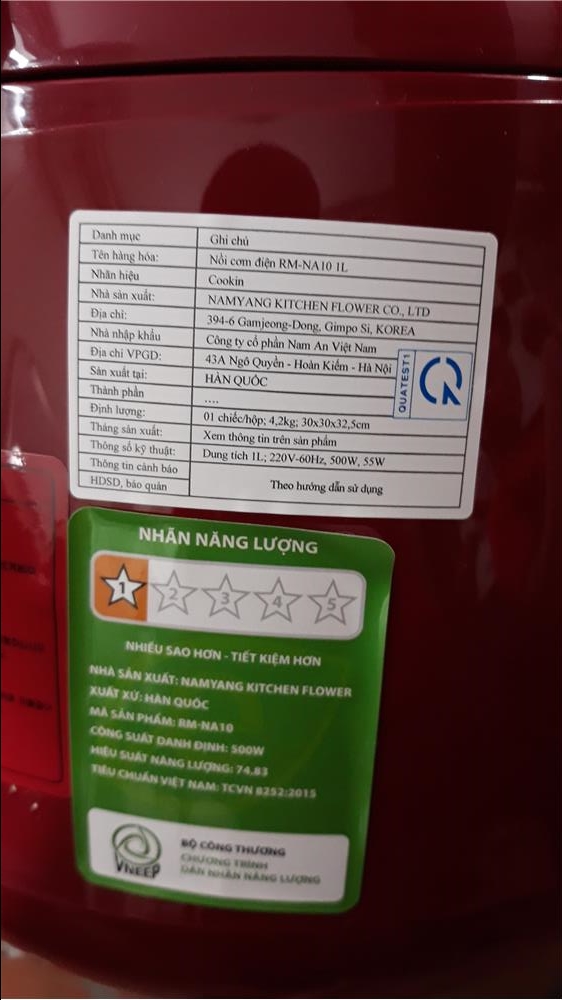 Danh mục Ghi chú
Tên hàng hóa: Nồi cơm điện RM-NA10 1L
Nhãn hiệu Cookin
Nhà sản xuất: NAMYANG KITCHEN FLOWER CO., LTD
Địa chỉ: 394-6 Gamjeong-Dong, Gimpo Si, KOREA
Nhà nhập khẩu Công ty cổ phần Nam An Việt Nam
Địa chỉ VPGD: 43A Ngô Quyền - Hoàn Kiếm - Hà Nội
Sản xuất tại: HÀN QUỐC
Thành phần ....
Định lượng: 01 chiếc/hộp; 4,2kg; 30x30x32,5cm
Tháng sản xuất: Xem thông tin trên sản phẩm
Thông số kỹ thuật: Dung tích 1L; 220V-60Hz, 500W, 55W
Thông tin cảnh báo
HDSD, bảo quản Theo hướng dẫn sử dụng
QUATEST1
NHÃN NĂNG LƯỢNG
1 2 3 4 5
NHIỀU SAO HƠN - TIẾT KIỆM HƠN
NHÀ SẢN XUẤT: NAMYANG KITCHEN FLOWER
XUẤT XỨ: HÀN QUỐC
MÃ SẢN PHẨM: RM-NA10
CÔNG SUẤT DANH ĐỊNH: 500W
HIỆU SUẤT NĂNG LƯỢNG: 74.83
TIÊU CHUẨN VIỆT NAM: TCVN 8252:2015
VNEEP
BỘ CÔNG THƯƠNG
CHƯƠNG TRÌNH
DÁN NHÃN NĂNG LƯỢNG